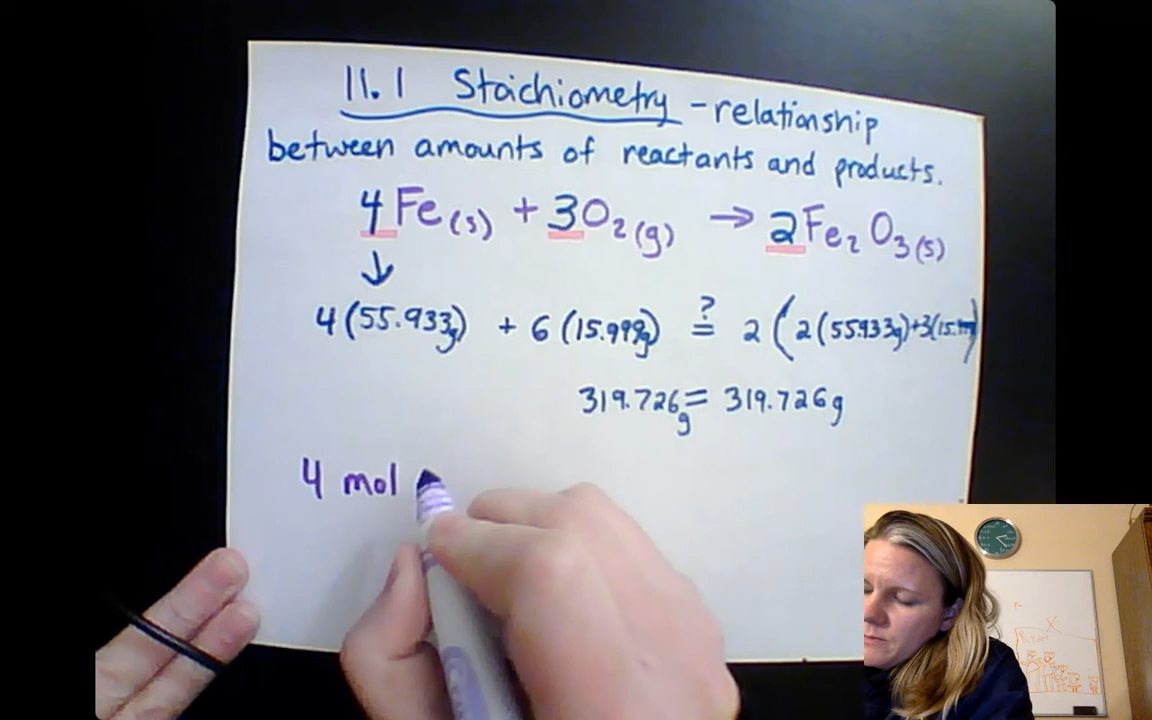 11.1 Stoichiometry - relationship
between amounts of reactants and products.
4Fe(s) + 3O₂(g) → 2Fe₂O₃(s)
↓
4(55.933g) + 6(15.999g) ?= 2(2(55.933g)+3(15.999))
319.726g = 319.726g
4 mol